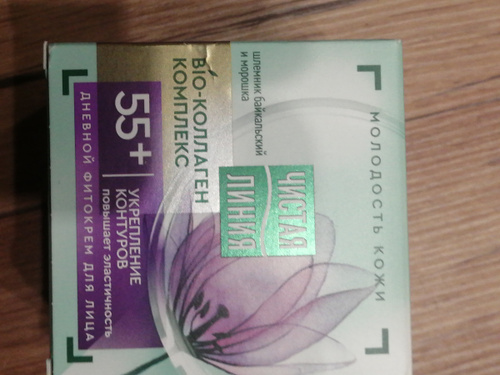 МОЛОДОСТЬ КОЖИ
ЧИСТАЯ
ЛИНИЯ
шлемник байкальский
и морошка
BIO-КОЛЛАГЕН
КОМПЛЕКС
55+
УКРЕПЛЕНИЕ
КОНТУРОВ
повышает эластичность
ДНЕВНОЙ ФИТОКРЕМ ДЛЯ ЛИЦА